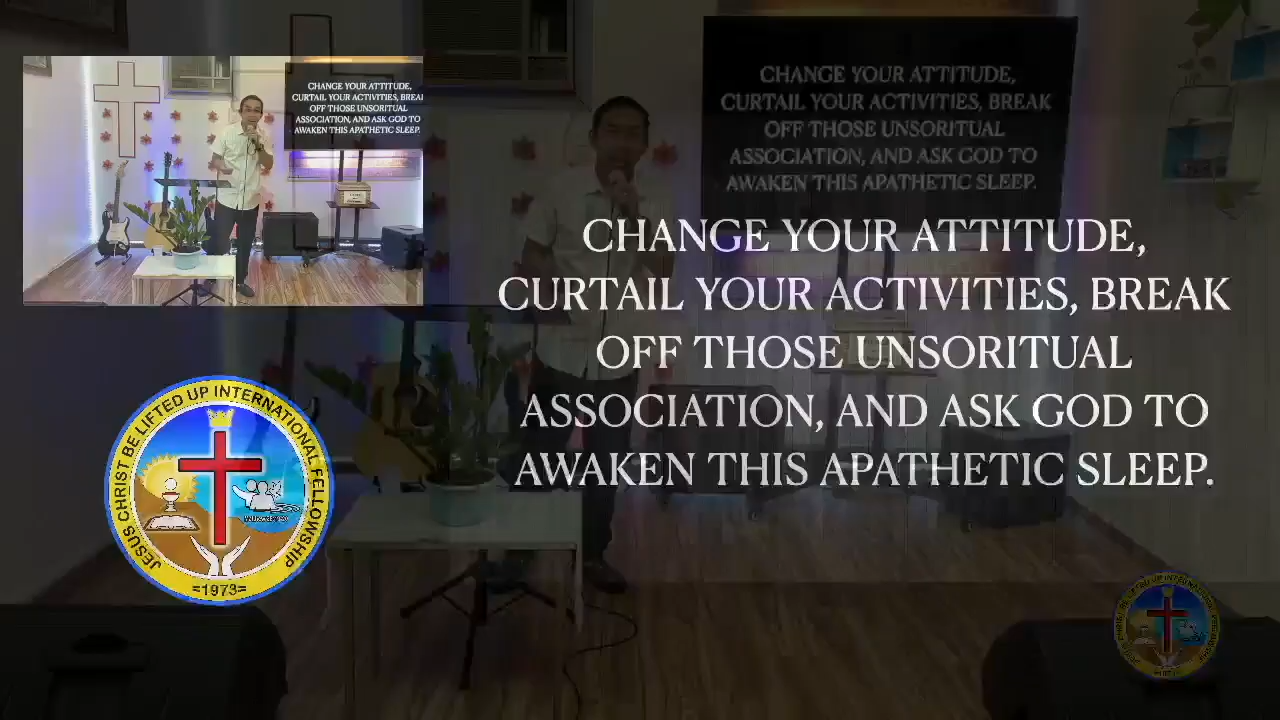 CHANGE YOUR ATTITUDE,
CURTAIL YOUR ACTIVITIES, BREAK
OFF THOSE UNSORITUAL
ASSOCIATION, AND ASK GOD TO
AWAKEN THIS APATHETIC SLEEP.
CHANGE YOUR ATTITUDE,
CURTAIL YOUR ACTIVITIES, BREAK
OFF THOSE UNSORITUAL
ASSOCIATION, AND ASK GOD TO
AWAKEN THIS APATHETIC SLEEP.
CHANGE YOUR ATTITUDE,
CURTAIL YOUR ACTIVITIES, BREAK
OFF THOSE UNSORITUAL
ASSOCIATION, AND ASK GOD TO
AWAKEN THIS APATHETIC SLEEP.
JESUS CHRIST BE LIFTED UP INTERNATIONAL FELLOWSHIP
=1973=